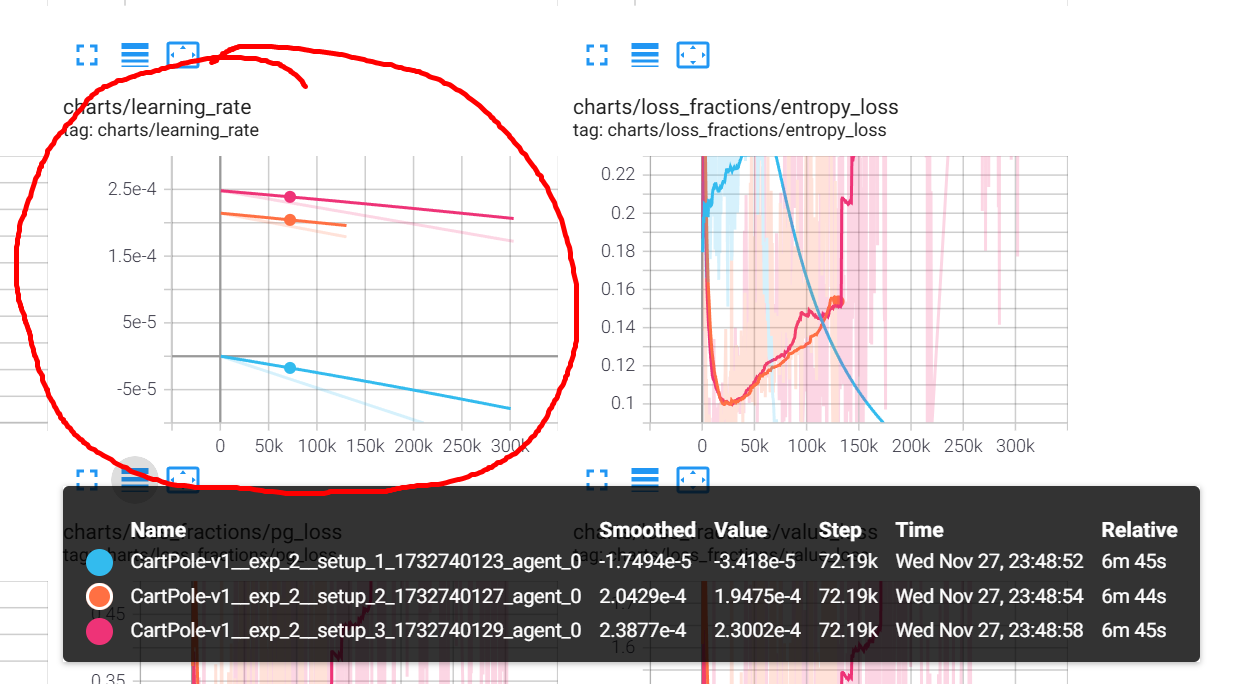 charts/learning_rate
tag: charts/learning_rate
2.5e-4
1.5e-4
5e-5
-5e-5
0 50k 100k 150k 200k 250k 300k
charts/loss_fractions/entropy_loss
tag: charts/loss_fractions/entropy_loss
0.22
0.2
0.18
0.16
0.14
0.12
0.1
0 50k 100k 150k 200k 250k 300k
charts/loss_fractions/pg_loss
tag: charts/loss_fractions/pg_loss
charts/loss_fractions/value_loss
tag: charts/loss_fractions/value_loss
Name Smoothed Value Step Time Relative
CartPole-v1__exp_2__setup_1_1732740123_agent_0 -1.7494e-5 -3.418e-5 72.19k Wed Nov 27, 23:48:52 6m 45s
CartPole-v1__exp_2__setup_2_1732740127_agent_0 2.0429e-4 1.9475e-4 72.19k Wed Nov 27, 23:48:54 6m 44s
CartPole-v1__exp_2__setup_3_1732740129_agent_0 2.3877e-4 2.3002e-4 72.19k Wed Nov 27, 23:48:58 6m 45s
0.45
0.35
1.6